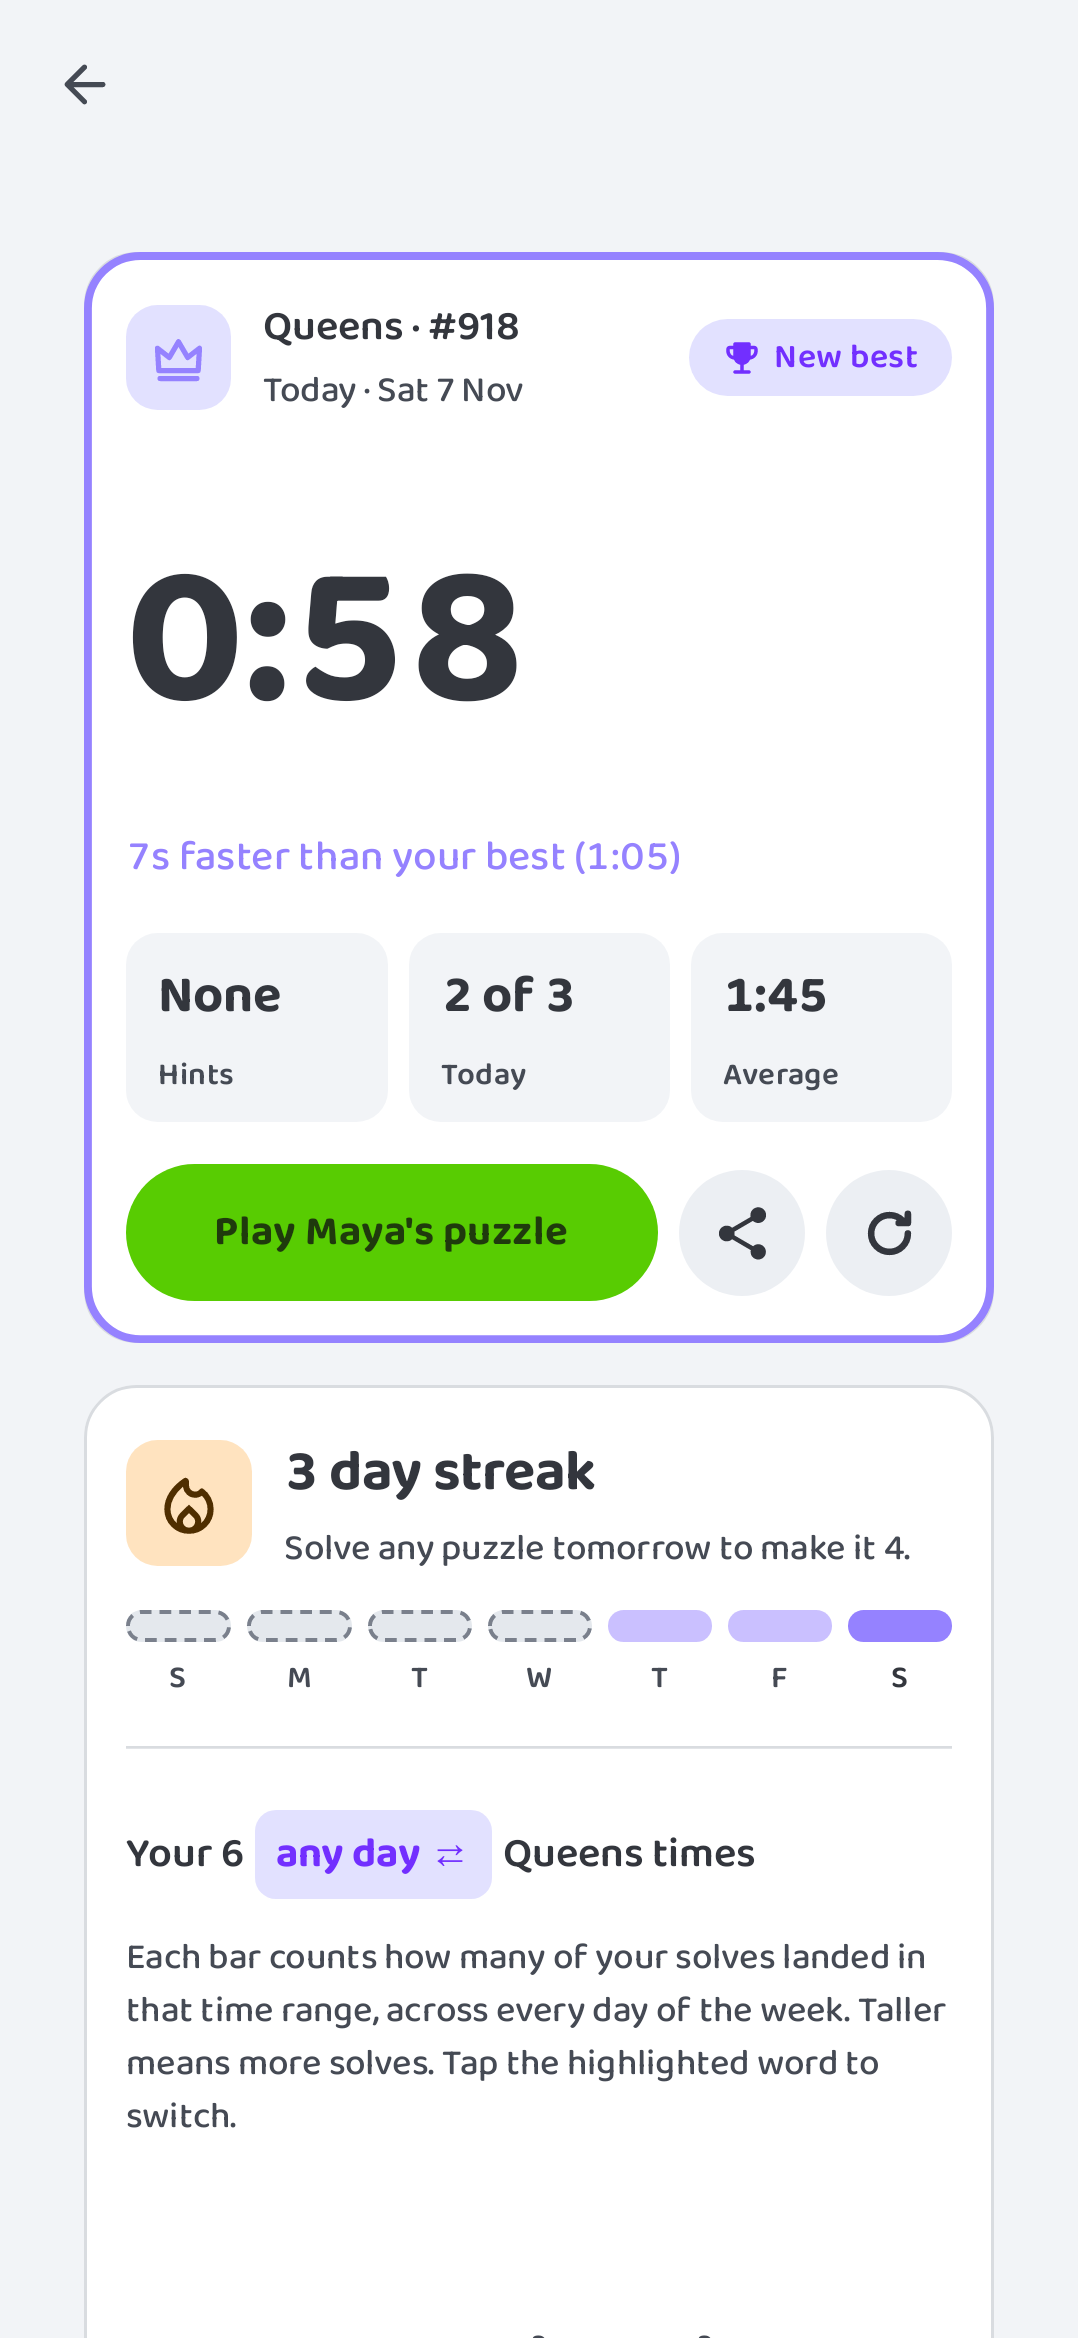 Queens · #918
Today · Sat 7 Nov
New best
0:58
7s faster than your best (1:05)
None
Hints
2 of 3
Today
1:45
Average
Play Maya's puzzle
3 day streak
Solve any puzzle tomorrow to make it 4.
S M T W T F S
Your 6 any day ⇄ Queens times
Each bar counts how many of your solves landed in
that time range, across every day of the week. Taller
means more solves. Tap the highlighted word to
switch.